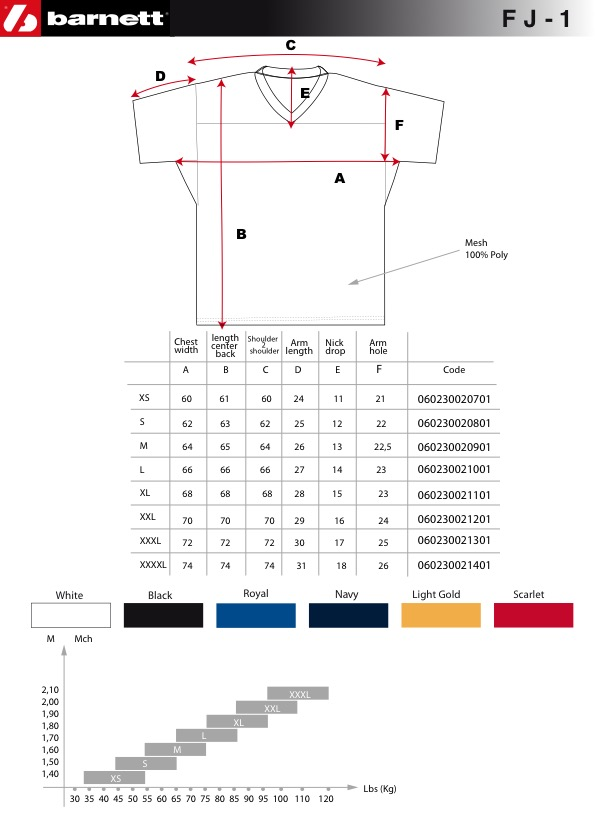 barnett
FJ-1
C
D
E
F
A
B
Mesh
100% Poly
Chest width
length center back
Shoulder 2 shoulder
Arm length
Nick drop
Arm hole
A B C D E F Code
XS 60 61 60 24 11 21 060230020701
S 62 63 62 25 12 22 060230020801
M 64 65 64 26 13 22,5 060230020901
L 66 66 66 27 14 23 060230021001
XL 68 68 68 28 15 23 060230021101
XXL 70 70 70 29 16 24 060230021201
XXXL 72 72 72 30 17 25 060230021301
XXXXL 74 74 74 31 18 26 060230021401
White Black Royal Navy Light Gold Scarlet
M Mch
2,10 XXXL
2,00 XXL
1,90
1,80 XL
1,70 L
1,60 M
1,50 S
1,40 XS
30 35 40 45 50 55 60 65 70 75 80 85 90 95 100 110 120 Lbs (Kg)